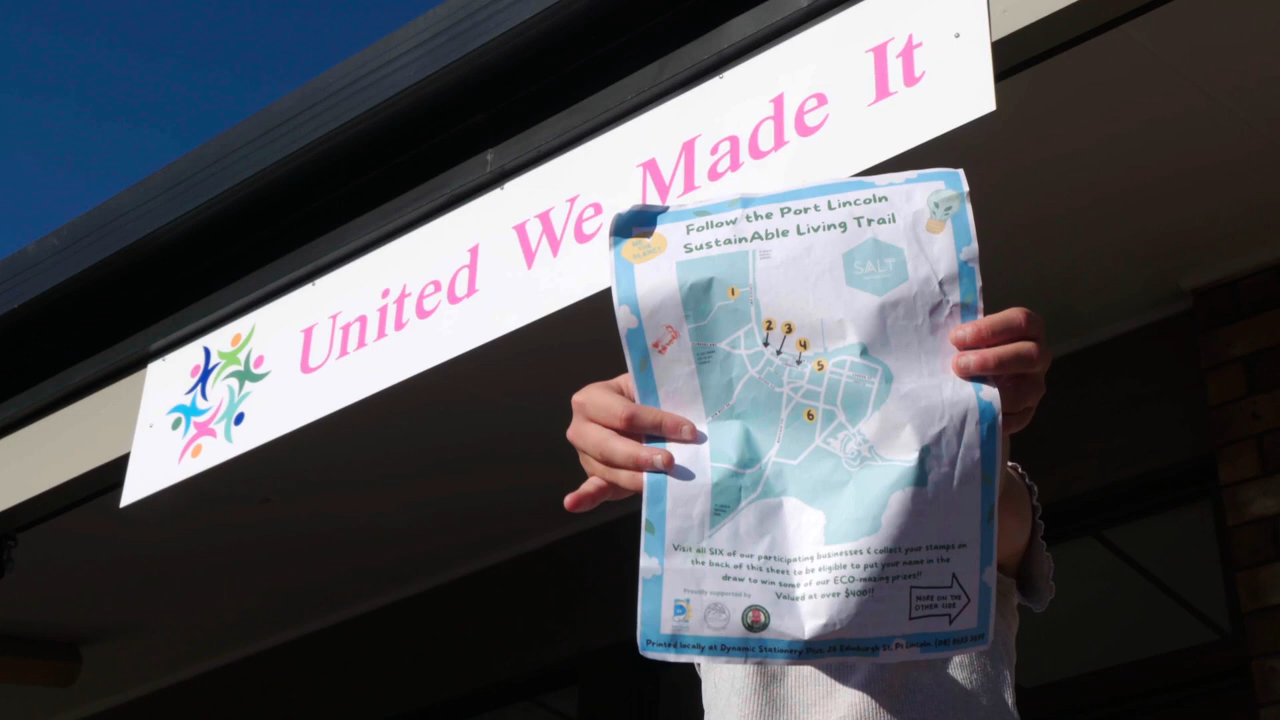 United We Made It
Follow the Port Lincoln
SustainAble Living Trail
SALT
1
2
3
4
5
6
Visit all SIX of our participating businesses & collect your stamps on
the back of this sheet to be eligible to put your name in the
draw to win some of our ECO-mazing prizes!!
Valued at over $400!!
Proudly supported by
MORE ON THE
OTHER SIDE
Printed locally at Dynamic Stationery Plus, 26 Edinburgh St, Pt Lincoln.